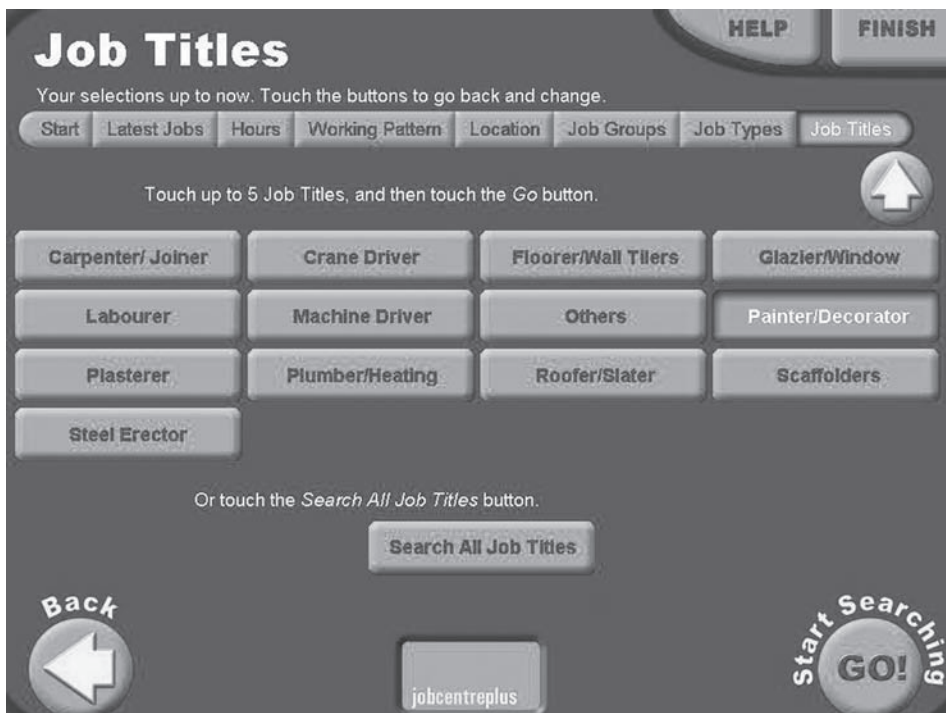 Job Titles
HELP
FINISH
Your selections up to now. Touch the buttons to go back and change.
Start Latest Jobs Hours Working Pattern Location Job Groups Job Types Job Titles
Touch up to 5 Job Titles, and then touch the Go button.
Carpenter/ Joiner Crane Driver Floorer/Wall Tilers Glazier/Window
Labourer Machine Driver Others Painter/Decorator
Plasterer Plumber/Heating Roofer/Slater Scaffolders
Steel Erector
Or touch the Search All Job Titles button.
Search All Job Titles
Back
Start Searching
GO!
jobcentreplus